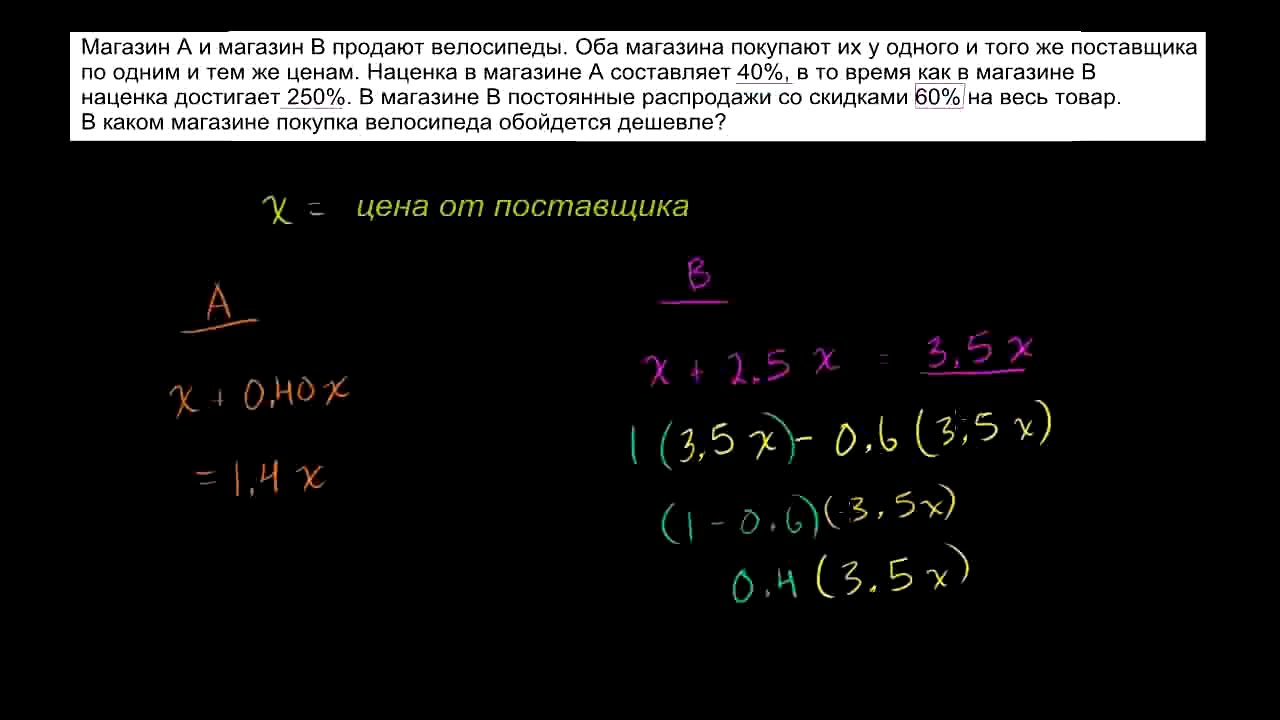 Магазин А и магазин В продают велосипеды. Оба магазина покупают их у одного и того же поставщика
по одним и тем же ценам. Наценка в магазине А составляет 40%, в то время как в магазине В
наценка достигает 250%. В магазине В постоянные распродажи со скидками 60% на весь товар.
В каком магазине покупка велосипеда обойдется дешевле?
x = цена от поставщика
A
x + 0,40x
= 1,4 x
B
x + 2.5 x = 3,5 x
1 (3,5 x) - 0.6 (3,5 x)
(1 - 0.6)(3,5x)
0.4 (3.5x)